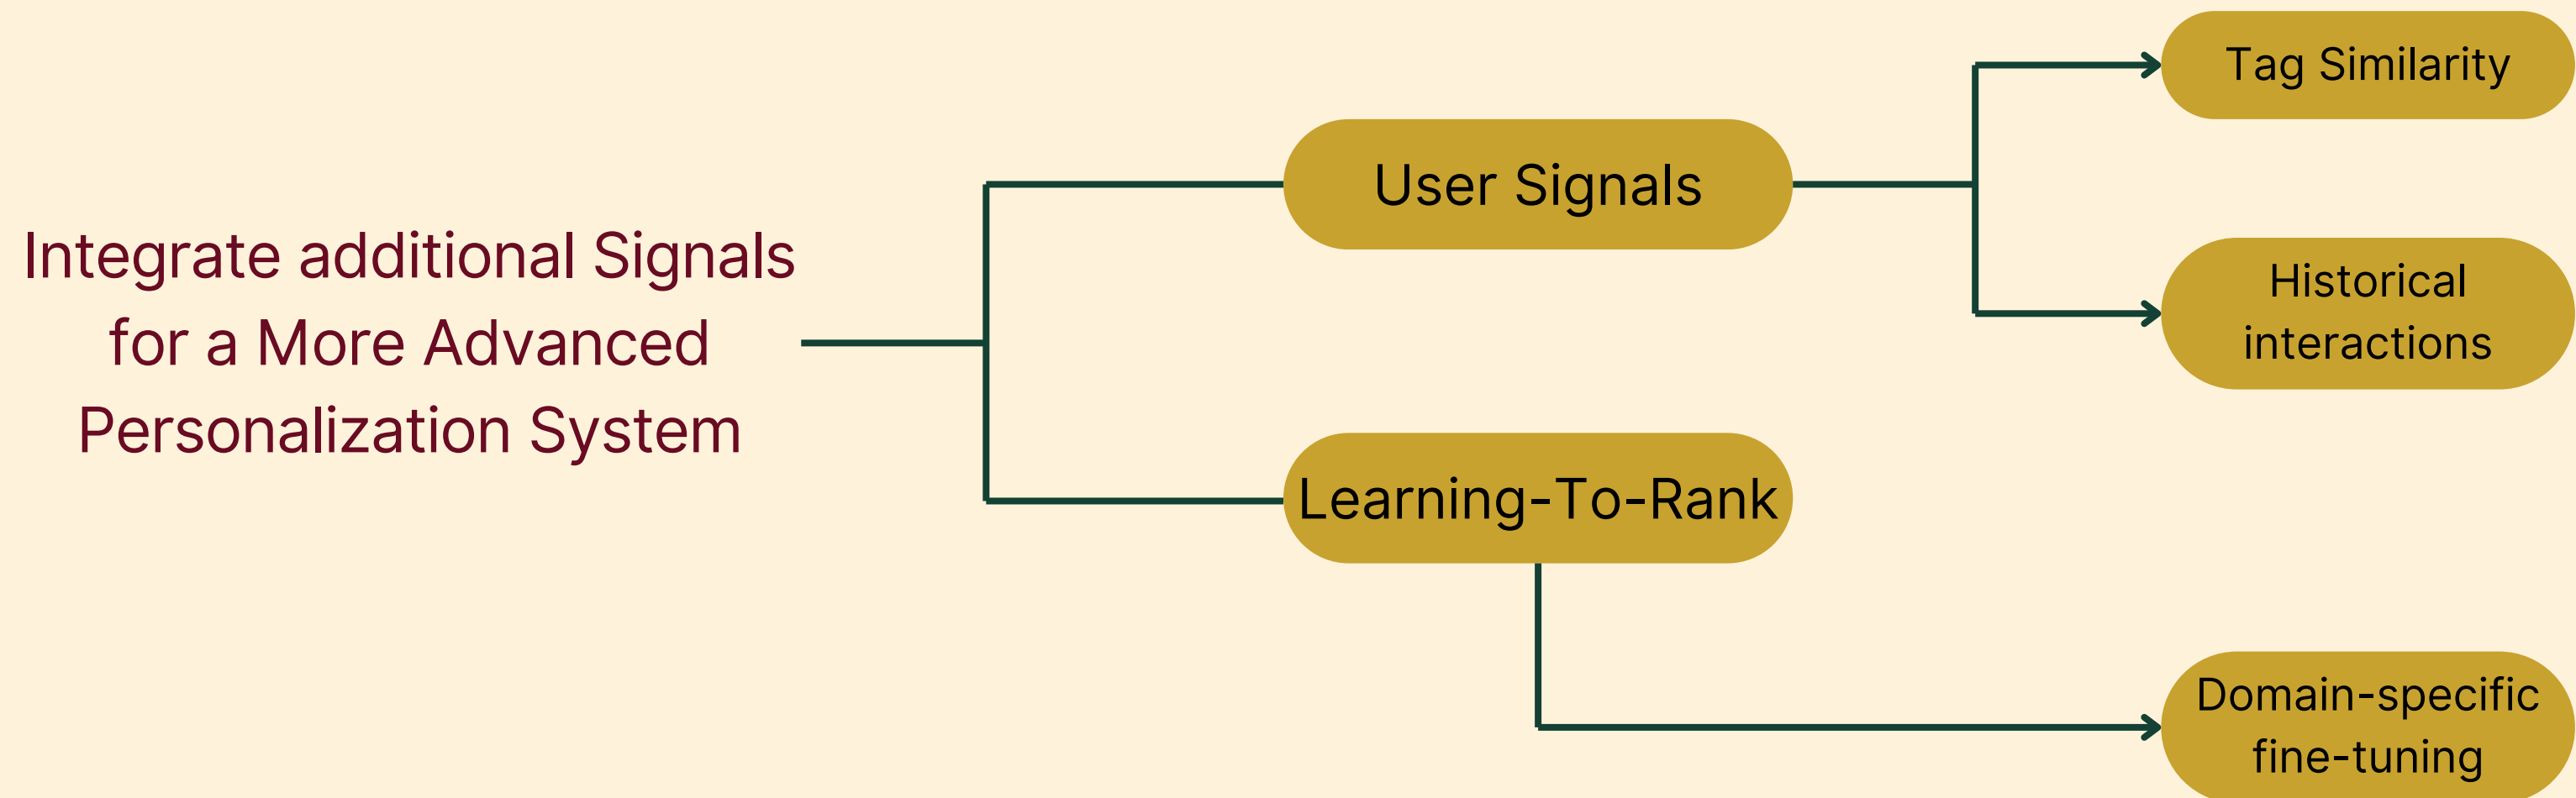 Integrate additional Signals
for a More Advanced
Personalization System
User Signals
Learning-To-Rank
Tag Similarity
Historical
interactions
Domain-specific
fine-tuning